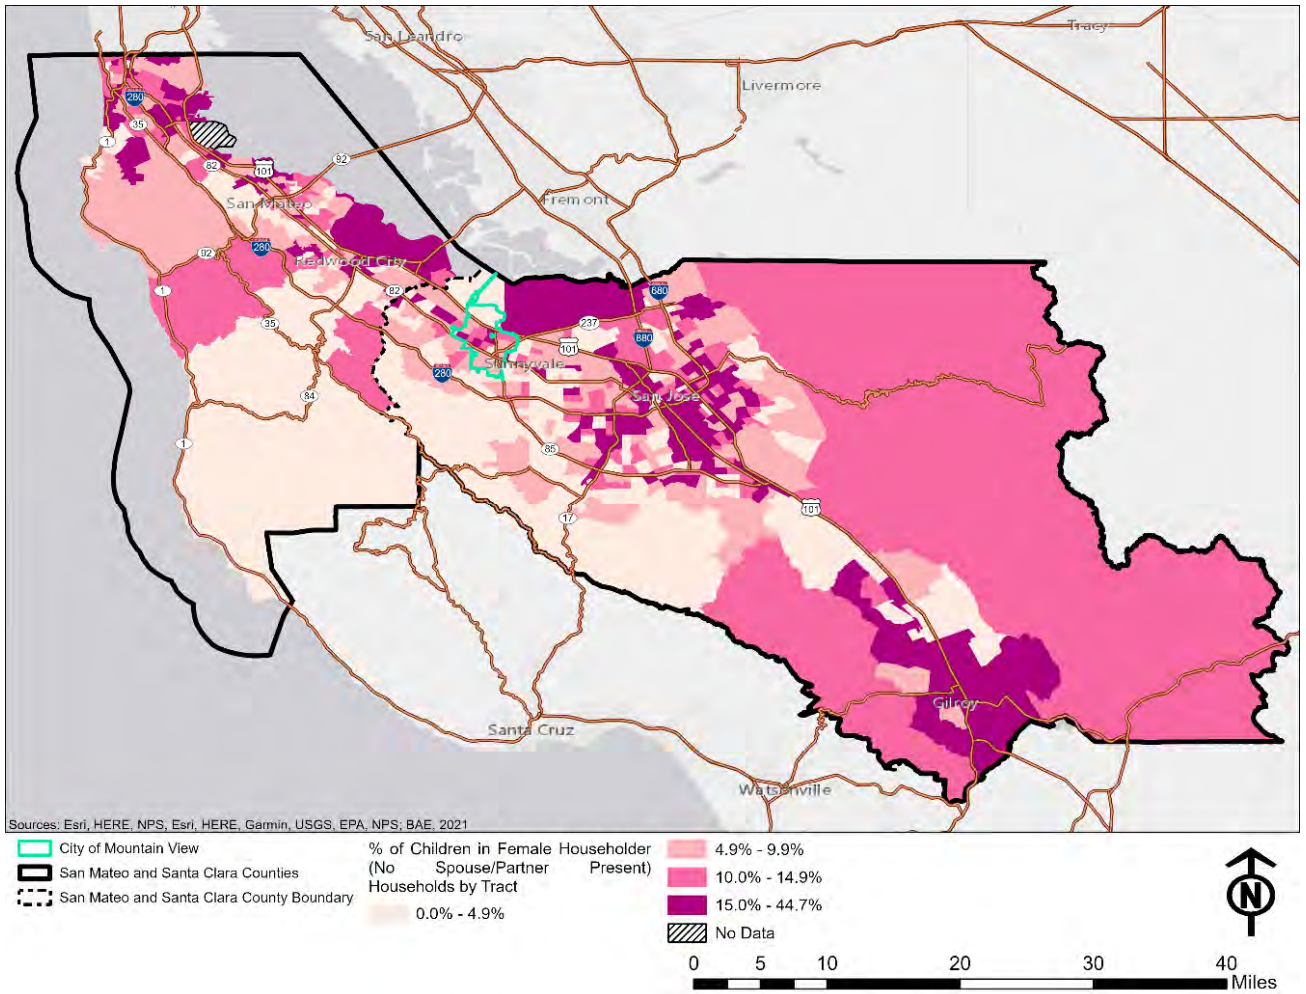 San Leandro
Tracy
Livermore
280
35
1
82
101
92
San Mateo
Fremont
92
280
Redwood City
1
82
680
35
237
880
101
Sunnyvale
280
84
San Jose
1
85
101
17
Gilroy
Santa Cruz
Watsonville
Sources: Esri, HERE, NPS, Esri, HERE, Garmin, USGS, EPA, NPS; BAE, 2021
City of Mountain View
San Mateo and Santa Clara Counties
San Mateo and Santa Clara County Boundary
% of Children in Female Householder
(No Spouse/Partner Present)
Households by Tract
0.0% - 4.9%
4.9% - 9.9%
10.0% - 14.9%
15.0% - 44.7%
No Data
N
0 5 10 20 30 40
Miles